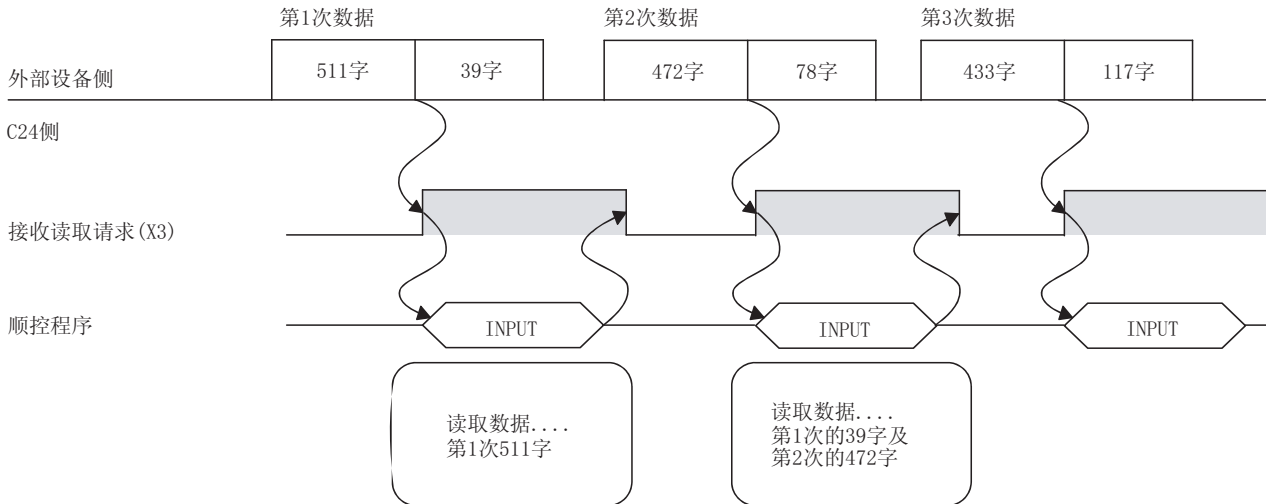 第1次数据
第2次数据
第3次数据
511字
39字
472字
78字
433字
117字
外部设备侧
C24侧
接收读取请求(X3)
顺控程序
INPUT
INPUT
INPUT
读取数据....
第1次511字
读取数据....
第1次的39字及
第2次的472字